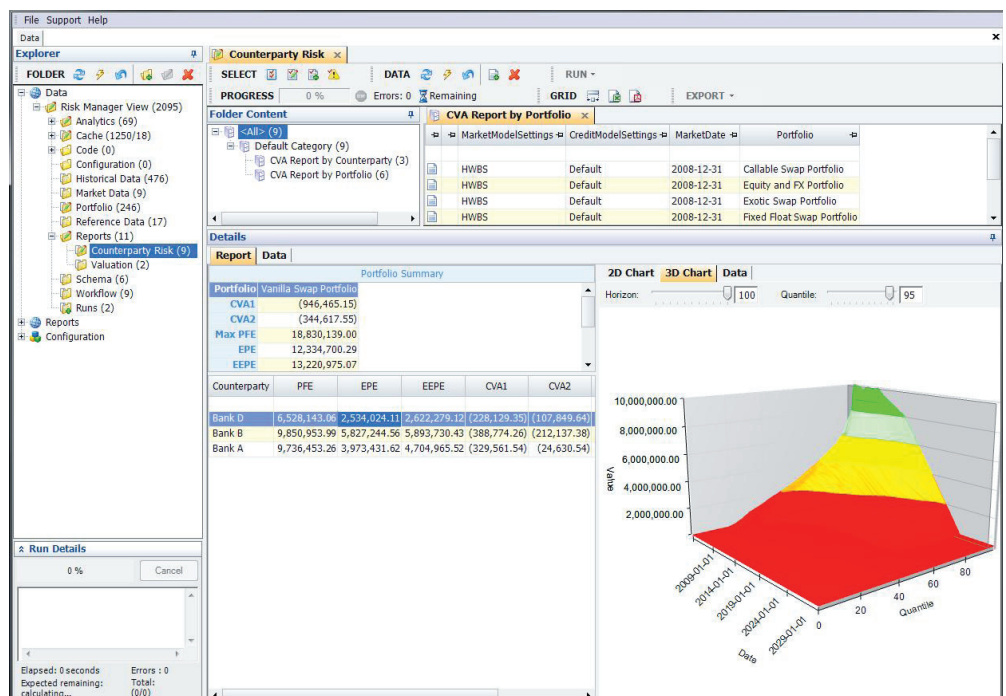 File Support Help
Data
Explorer
FOLDER
Data
Risk Manager View (2095)
Analytics (69)
Cache (1250/18)
Code (0)
Configuration (0)
Historical Data (476)
Market Data (9)
Portfolio (246)
Reference Data (17)
Reports (11)
Counterparty Risk (9)
Valuation (2)
Schema (6)
Workflow (9)
Runs (2)
Reports
Configuration
Run Details
0 %
Cancel
Elapsed: 0 seconds Errors : 0
Expected remaining: Total:
calculating... (0/0)
Counterparty Risk
SELECT DATA RUN
PROGRESS 0 % Errors: 0 Remaining GRID EXPORT
Folder Content
<All> (9)
Default Category (9)
CVA Report by Counterparty (3)
CVA Report by Portfolio (6)
CVA Report by Portfolio
MarketModelSettings CreditModelSettings MarketDate Portfolio
HWBS Default 2008-12-31 Callable Swap Portfolio
HWBS Default 2008-12-31 Equity and FX Portfolio
HWBS Default 2008-12-31 Exotic Swap Portfolio
HWBS Default 2008-12-31 Fixed Float Swap Portfolio
Details
Report Data
Portfolio Summary
Portfolio Vanilla Swap Portfolio
CVA1 (946,465.15)
CVA2 (344,617.55)
Max PFE 18,830,139.00
EPE 12,334,700.29
EEPE 13,220,975.07
Counterparty PFE EPE EEPE CVA1 CVA2
Bank D 6,528,143.06 2,534,024.11 2,622,279.12 (228,129.35) (107,849.64)
Bank B 9,850,953.99 5,827,244.56 5,893,730.43 (388,774.26) (212,137.38)
Bank A 9,736,453.26 3,973,431.62 4,704,965.52 (329,561.54) (24,630.54)
2D Chart 3D Chart Data
Horizon: 100 Quantile: 95
10,000,000.00
8,000,000.00
6,000,000.00
4,000,000.00
2,000,000.00
Value
2009-01-01
2014-01-01
2019-01-01
2024-01-01
2029-01-01
Date
0
20
40
60
80
Quantile